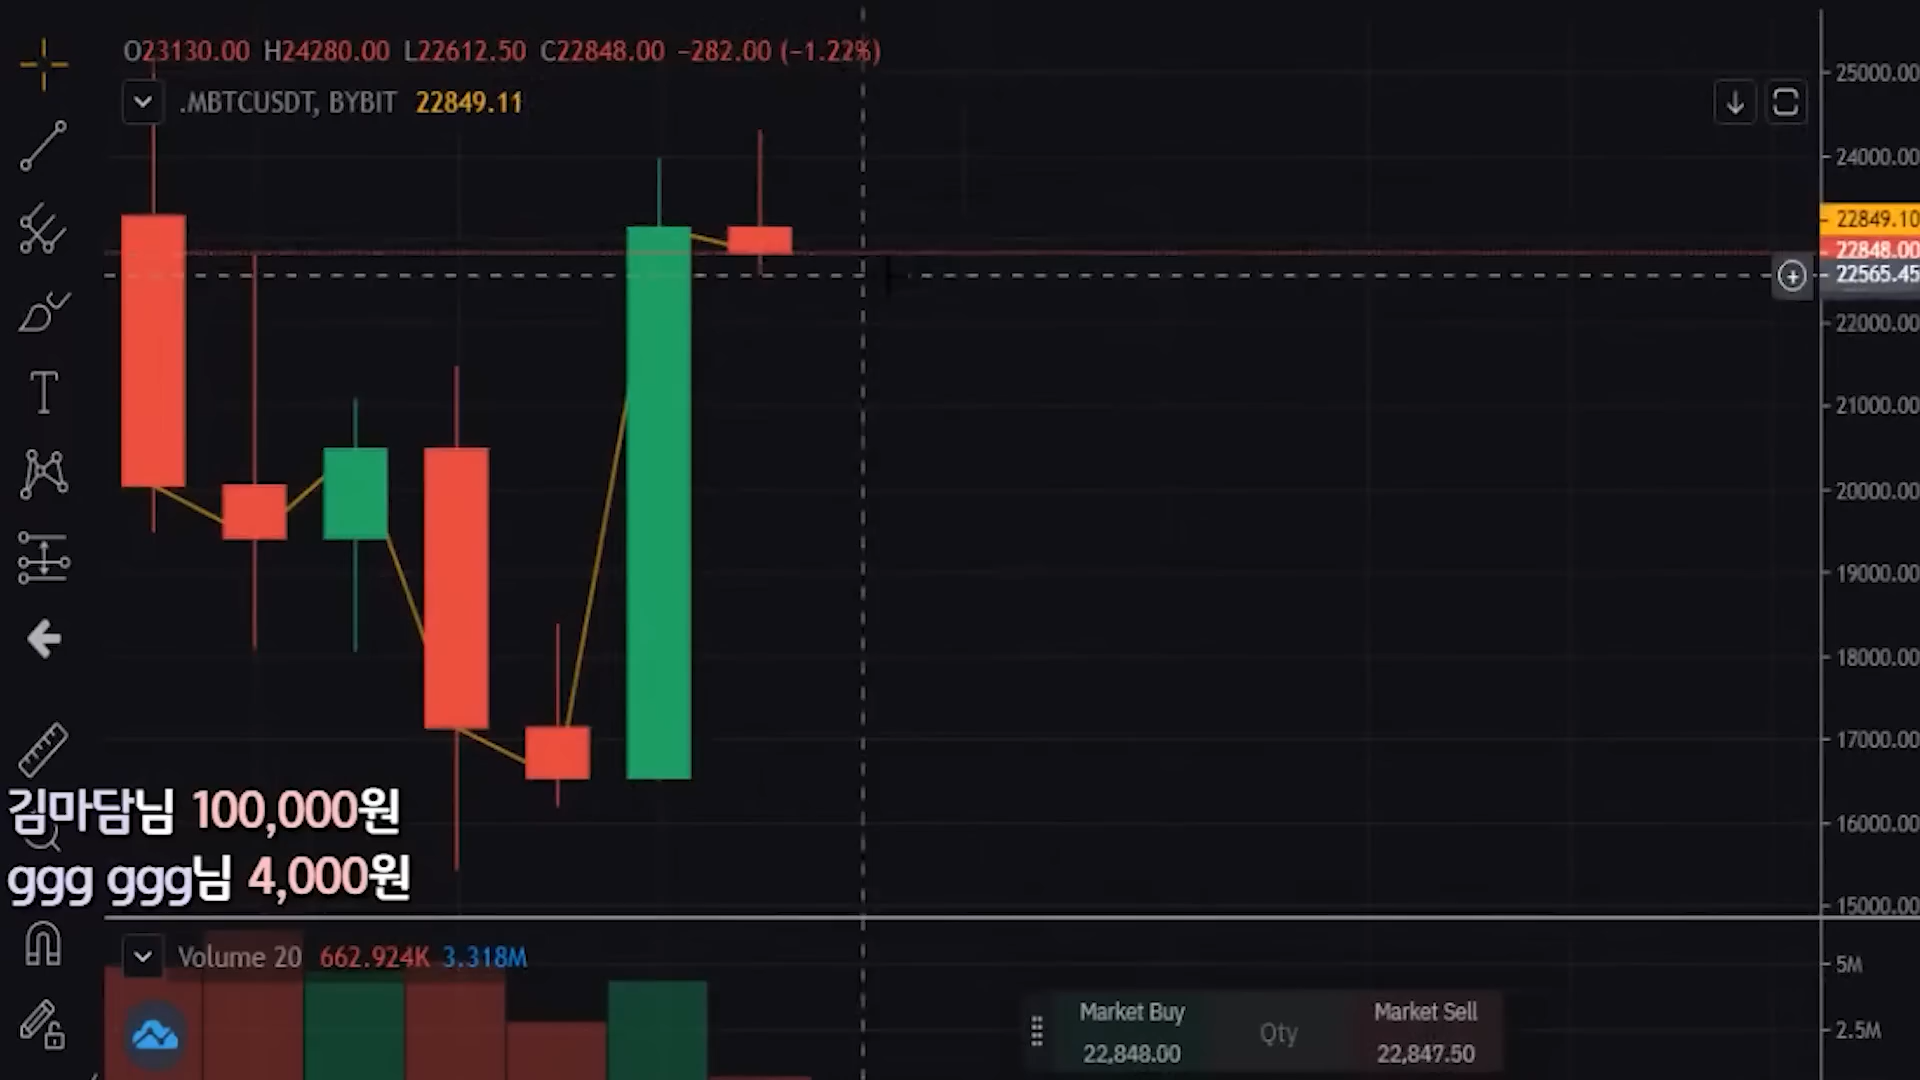 O23130.00 H24280.00 L22612.50 C22848.00 −282.00 (−1.22%)
.MBTCUSDT, BYBIT 22849.11
25000.00
24000.00
22849.10
22848.00
22565.45
22000.00
21000.00
20000.00
19000.00
18000.00
17000.00
16000.00
15000.00
T
김마담님 100,000원
ggg ggg님 4,000원
Volume 20 662.924K 3.318M
5M
2.5M
Market Buy
22,848.00
Qty
Market Sell
22,847.50